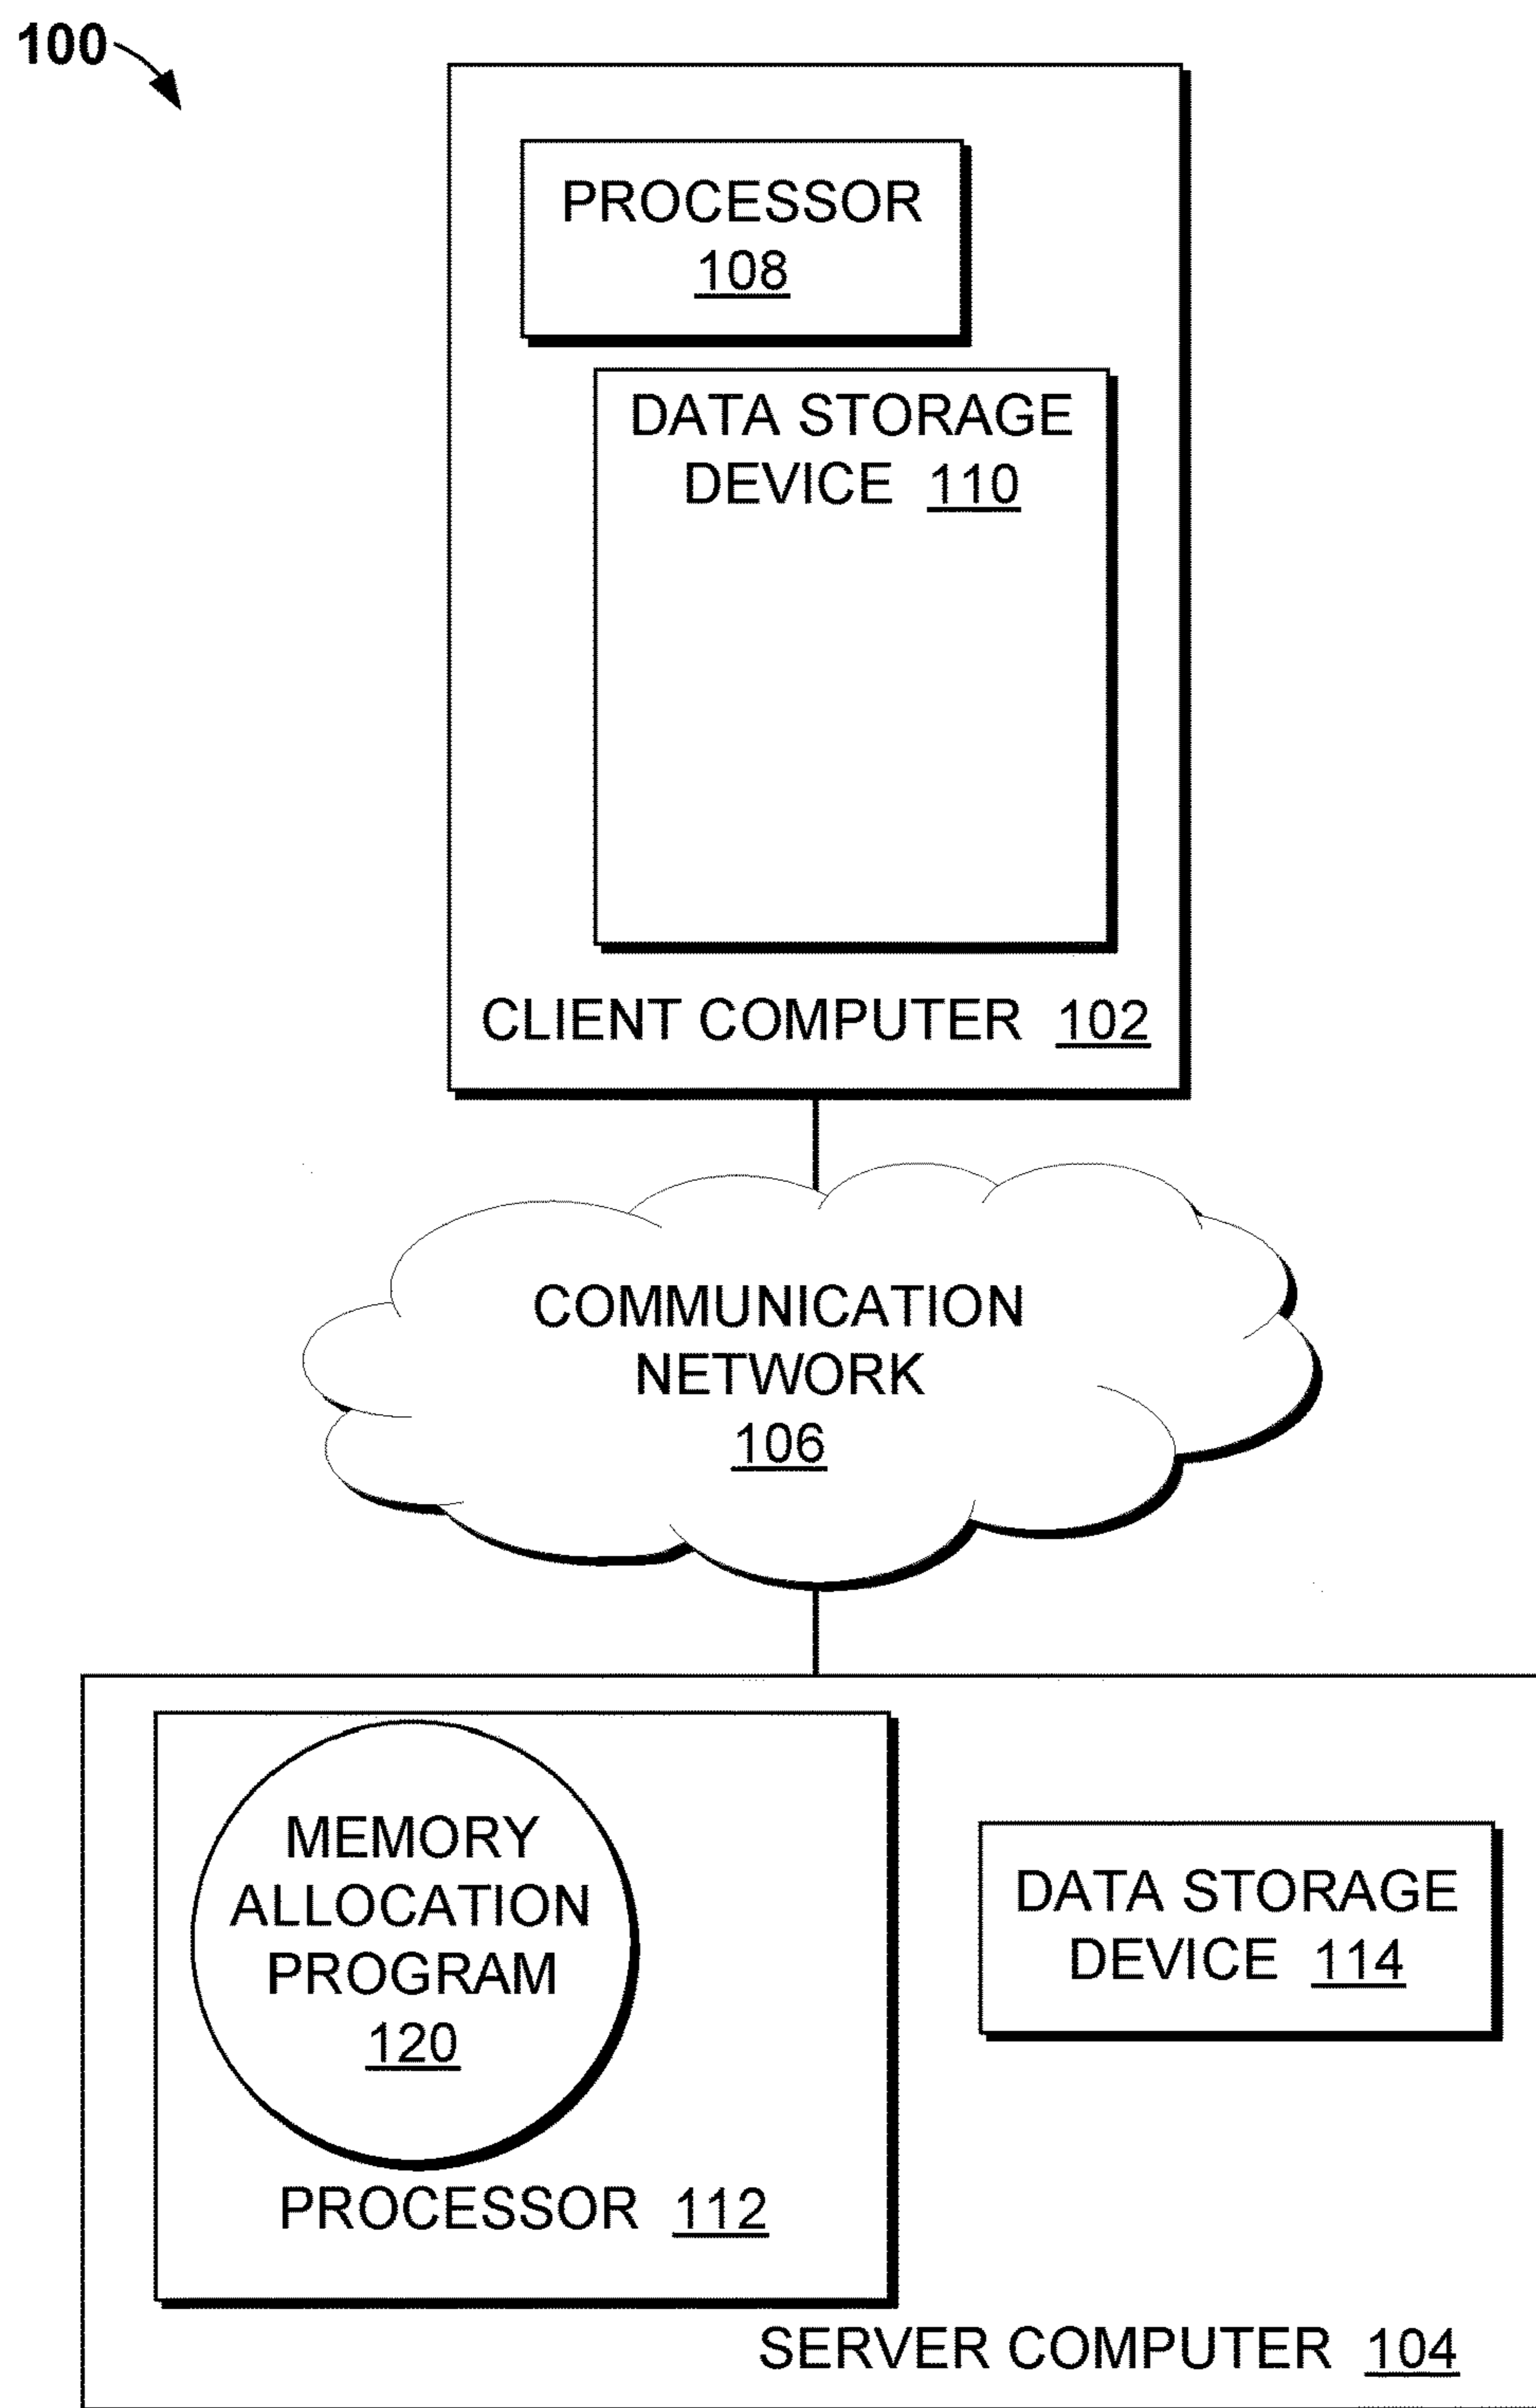 100
PROCESSOR
108
DATA STORAGE
DEVICE 110
CLIENT COMPUTER 102
COMMUNICATION
NETWORK
106
MEMORY
ALLOCATION
PROGRAM
120
PROCESSOR 112
DATA STORAGE
DEVICE 114
SERVER COMPUTER 104